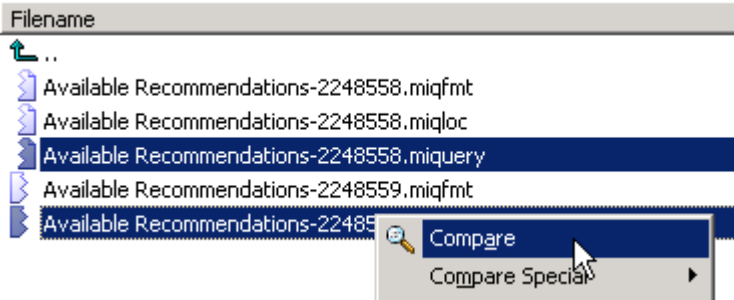 Filename
..
Available Recommendations-2248558.miqfmt
Available Recommendations-2248558.miqloc
Available Recommendations-2248558.miquery
Available Recommendations-2248559.miqfmt
Available Recommendations-22485
Compare
Compare Special